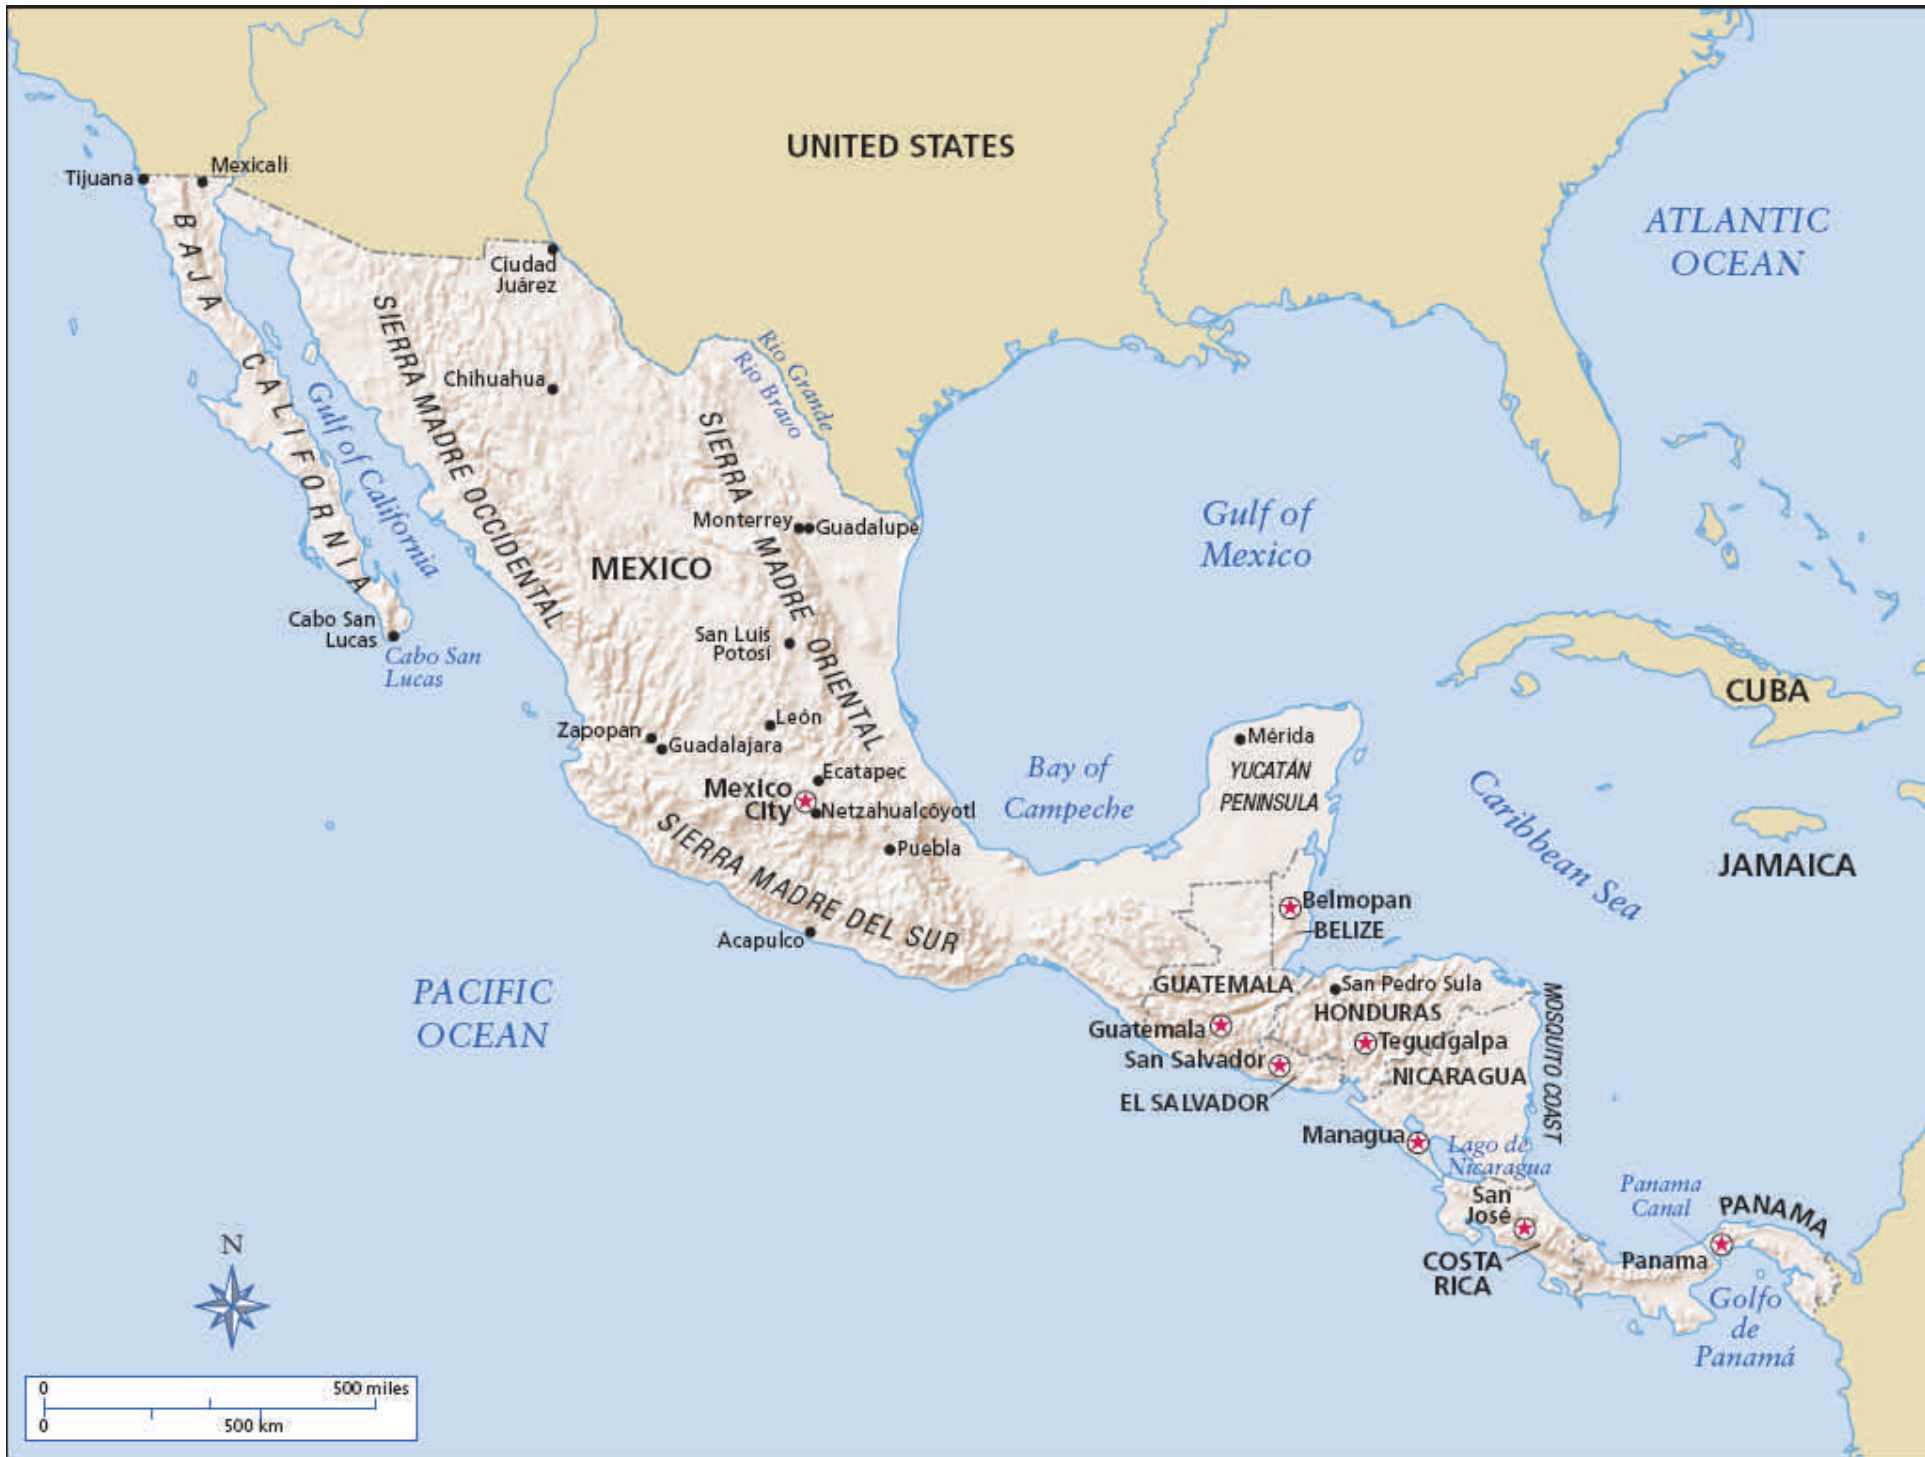 UNITED STATES
ATLANTIC
OCEAN
Tijuana
Mexicali
BAJA CALIFORNIA
Ciudad
Juárez
SIERRA MADRE OCCIDENTAL
Chihuahua
Rio Grande
Rio Bravo
Gulf of California
SIERRA MADRE ORIENTAL
Monterrey
Guadalupe
MEXICO
Gulf of
Mexico
Cabo San
Lucas
Cabo San
Lucas
San Luis
Potosí
CUBA
León
Zapopan
Guadalajara
Mérida
YUCATÁN
PENINSULA
Bay of
Campeche
Ecatapec
Mexico
City
Netzahualcóyotl
Puebla
Caribbean Sea
JAMAICA
SIERRA MADRE DEL SUR
Acapulco
Belmopan
BELIZE
PACIFIC
OCEAN
GUATEMALA
San Pedro Sula
HONDURAS
Guatemala
Tegucigalpa
San Salvador
NICARAGUA
EL SALVADOR
MOSQUITO COAST
Managua
Lago de
Nicaragua
San
José
COSTA
RICA
Panama
Canal
PANAMA
Panama
Golfo
de
Panamá
N
0
500 miles
0
500 km